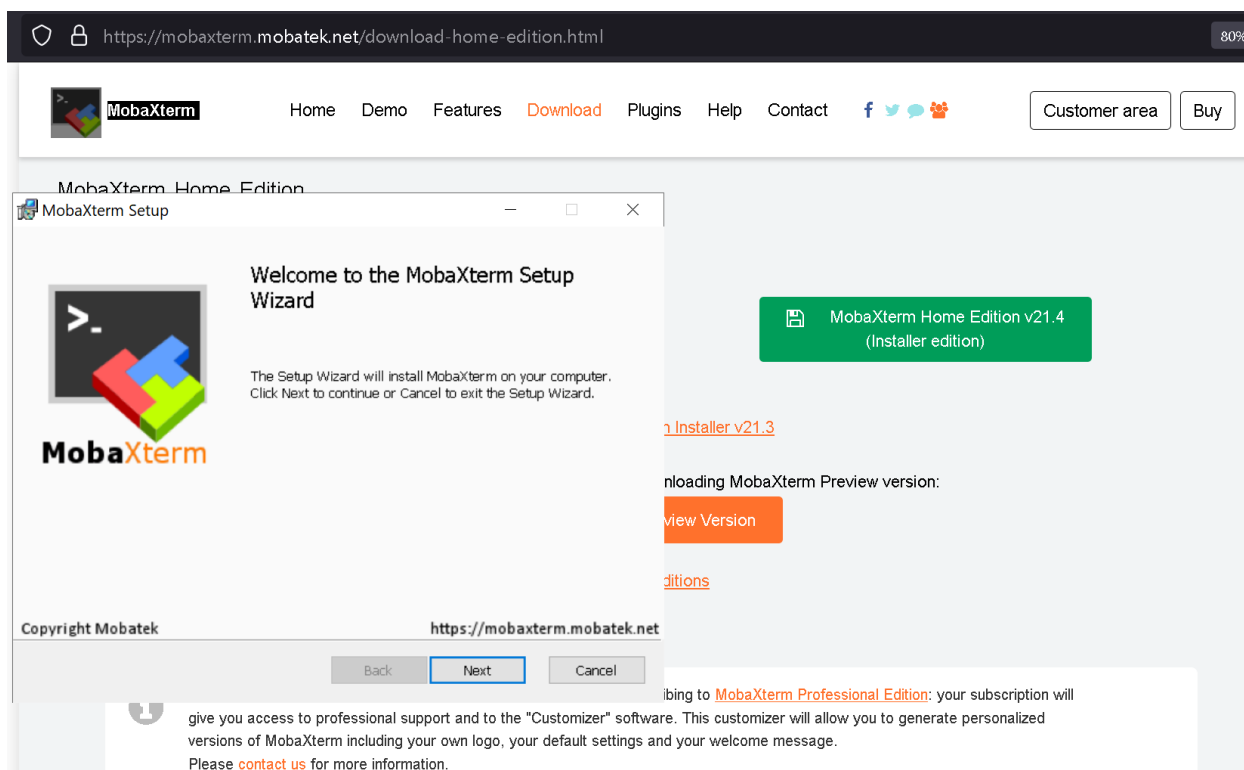 https://mobaxterm.mobatek.net/download-home-edition.html
80%
MobaXterm
Home Demo Features Download Plugins Help Contact
Customer area
Buy
MobaXterm Home Edition
MobaXterm Setup
Welcome to the MobaXterm Setup
Wizard
The Setup Wizard will install MobaXterm on your computer.
Click Next to continue or Cancel to exit the Setup Wizard.
MobaXterm
Copyright Mobatek
https://mobaxterm.mobatek.net
Back Next Cancel
MobaXterm Home Edition v21.4
(Installer edition)
Installer v21.3
MobaXterm Preview version:
Version
ibing to MobaXterm Professional Edition: your subscription will
give you access to professional support and to the "Customizer" software. This customizer will allow you to generate personalized
versions of MobaXterm including your own logo, your default settings and your welcome message.
Please contact us for more information.